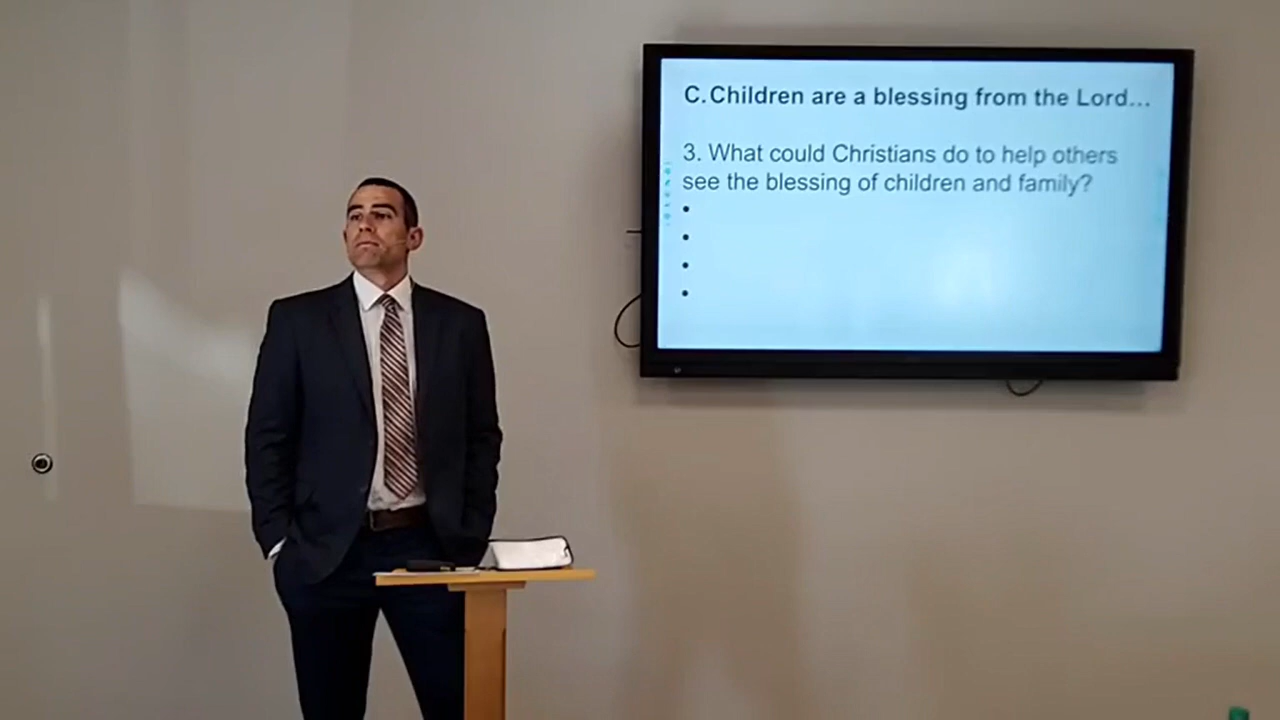 C. Children are a blessing from the Lord...
3. What could Christians do to help others
see the blessing of children and family?
•
•
•
•